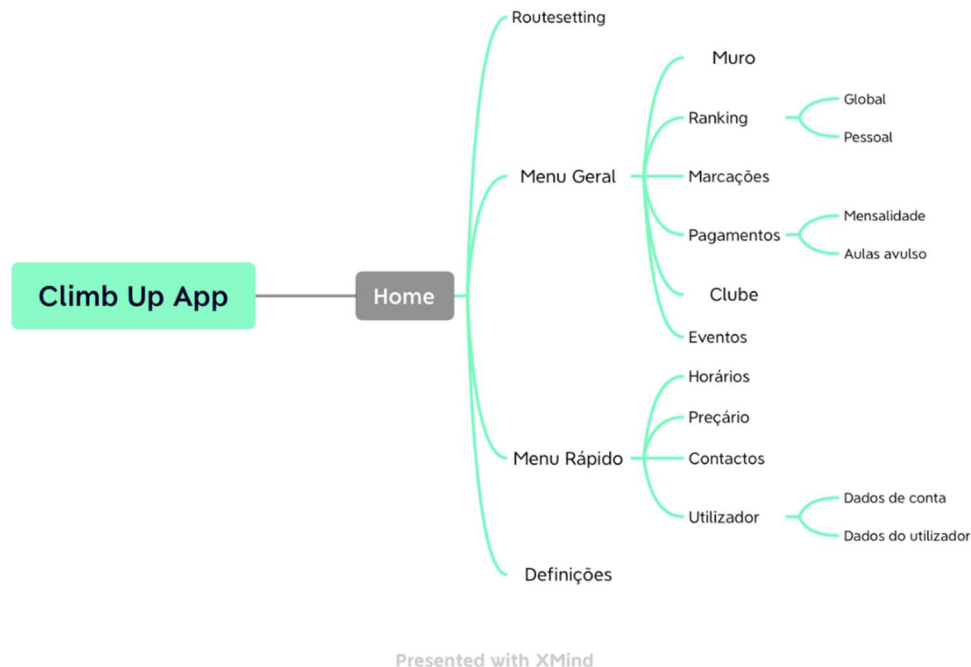 Climb Up App
Home
Routesetting
Menu Geral
Muro
Ranking
Global
Pessoal
Marcações
Pagamentos
Mensalidade
Aulas avulso
Clube
Eventos
Menu Rápido
Horários
Preçário
Contactos
Utilizador
Dados de conta
Dados do utilizador
Definições
Presented with XMind